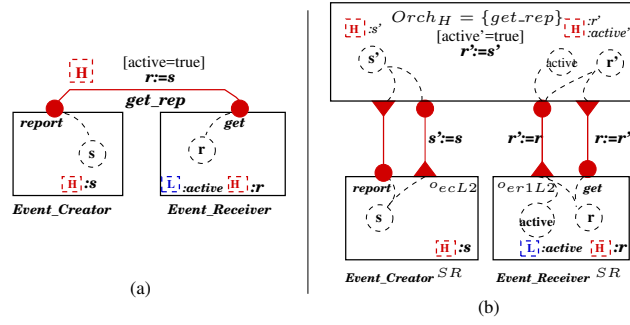 [active=true]
H
r:=s
get_rep
report
get
s
r
H :s
L :active H :r
Event_Creator
Event_Receiver
(a)
Orch_H = {get_rep}
H :s'
[active'=true]
H :r'
:active'
r':=s'
s'
active
r'
s':=s
r':=r
r:=r'
report
o_ecL2
o_er1L2
get
s
active
r
H :s
L :active H :r
Event_Creator SR
Event_Receiver SR
(b)